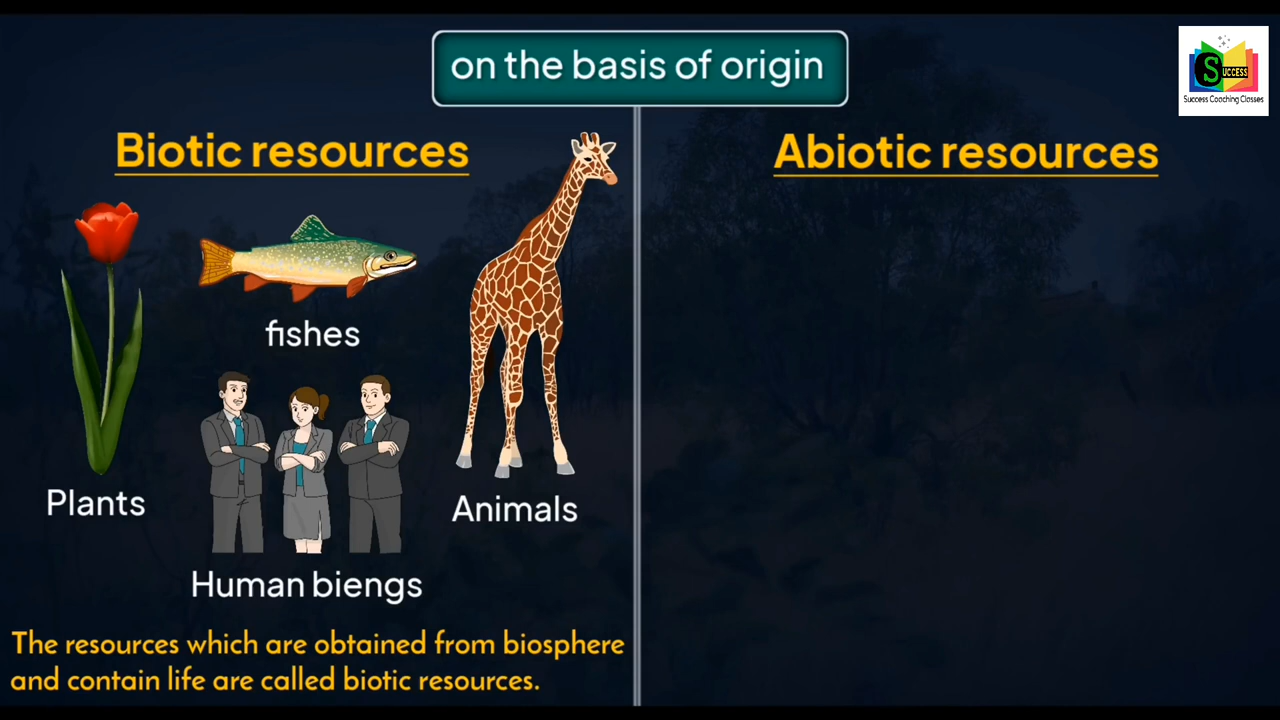 on the basis of origin
SUCCESS
Success Coaching Classes
Biotic resources
Abiotic resources
fishes
Plants
Animals
Human biengs
The resources which are obtained from biosphere
and contain life are called biotic resources.